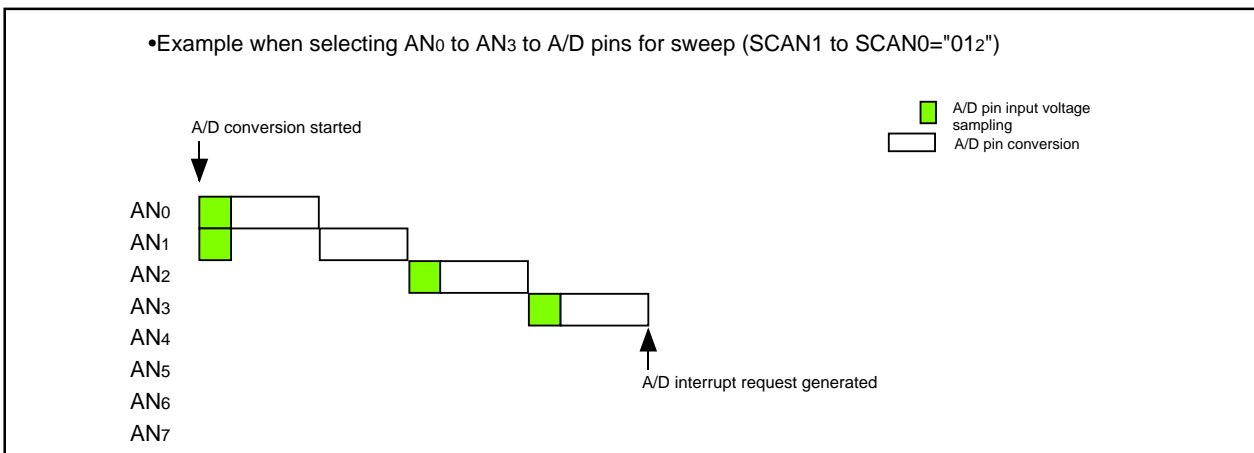 •Example when selecting AN0 to AN3 to A/D pins for sweep (SCAN1 to SCAN0="012")
A/D conversion started
A/D pin input voltage
sampling
A/D pin conversion
AN0
AN1
AN2
AN3
AN4
AN5
AN6
AN7
A/D interrupt request generated